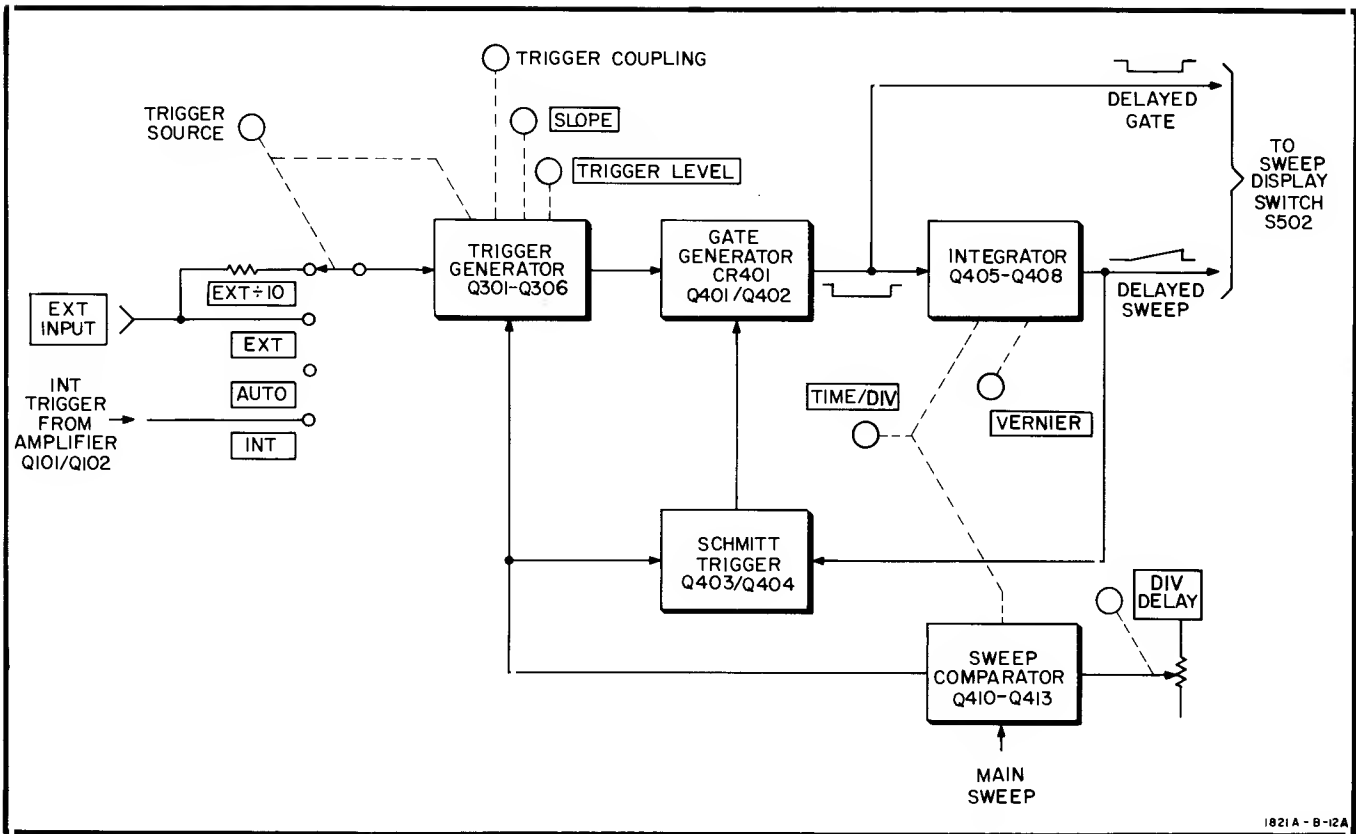 TRIGGER COUPLING
TRIGGER
SOURCE
SLOPE
TRIGGER LEVEL
DELAYED
GATE
TO
SWEEP
DISPLAY
SWITCH
S502
TRIGGER
GENERATOR
Q301-Q306
GATE
GENERATOR
CR401
Q401/Q402
INTEGRATOR
Q405-Q408
DELAYED
SWEEP
EXT÷10
EXT
INPUT
EXT
AUTO
INT
TRIGGER
FROM
AMPLIFIER
Q101/Q102
INT
TIME/DIV
VERNIER
SCHMITT
TRIGGER
Q403/Q404
DIV
DELAY
SWEEP
COMPARATOR
Q410-Q413
MAIN
SWEEP
1821A-B-12A